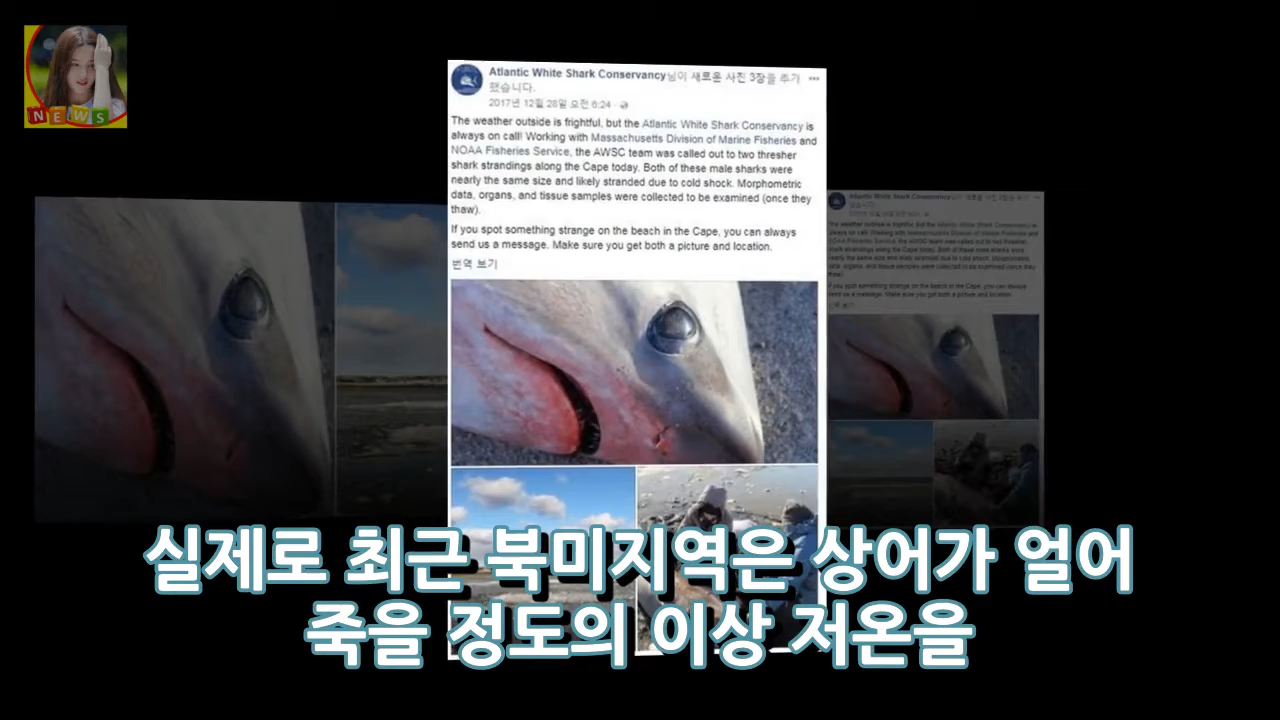 NEWS
Atlantic White Shark Conservancy님이 새로운 사진 3장을 추가
했습니다.
2017년 12월 28일 오전 6:24
The weather outside is frightful, but the Atlantic White Shark Conservancy is
always on call! Working with Massachusetts Division of Marine Fisheries and
NOAA Fisheries Service, the AWSC team was called out to two thresher
shark strandings along the Cape today. Both of these male sharks were
nearly the same size and likely stranded due to cold shock. Morphometric
data, organs, and tissue samples were collected to be examined (once they
thaw).
If you spot something strange on the beach in the Cape, you can always
send us a message. Make sure you get both a picture and location.
번역 보기
실제로 최근 북미지역은 상어가 얼어
죽을 정도의 이상 저온을